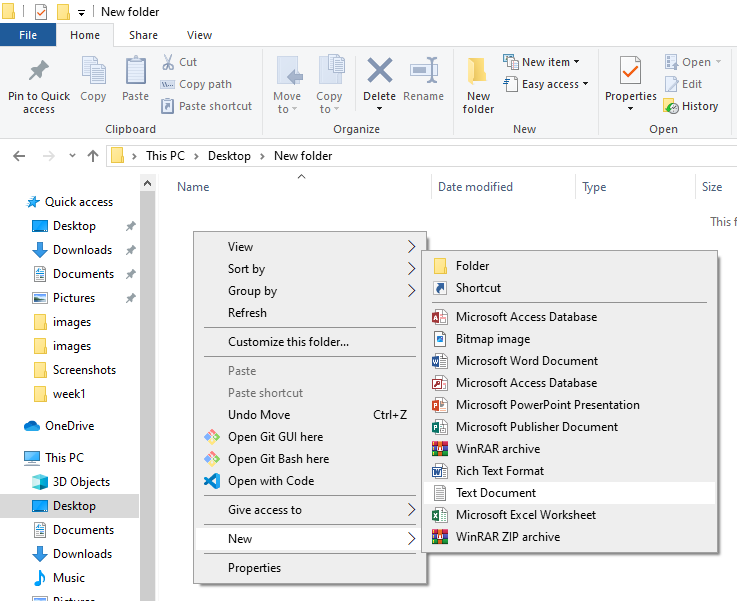 New folder
File Home Share View
Pin to Quick access
Copy
Paste
Cut
Copy path
Paste shortcut
Clipboard
Move to
Copy to
Delete
Rename
Organize
New folder
New item
Easy access
New
Properties
Open
Edit
History
Open
This PC > Desktop > New folder
Name Date modified Type Size
This f
Quick access
Desktop
Downloads
Documents
Pictures
images
images
Screenshots
week1
OneDrive
This PC
3D Objects
Desktop
Documents
Downloads
Music
Pictures
View
Sort by
Group by
Refresh
Customize this folder...
Paste
Paste shortcut
Undo Move Ctrl+Z
Open Git GUI here
Open Git Bash here
Open with Code
Give access to
New
Properties
Folder
Shortcut
Microsoft Access Database
Bitmap image
Microsoft Word Document
Microsoft Access Database
Microsoft PowerPoint Presentation
Microsoft Publisher Document
WinRAR archive
Rich Text Format
Text Document
Microsoft Excel Worksheet
WinRAR ZIP archive